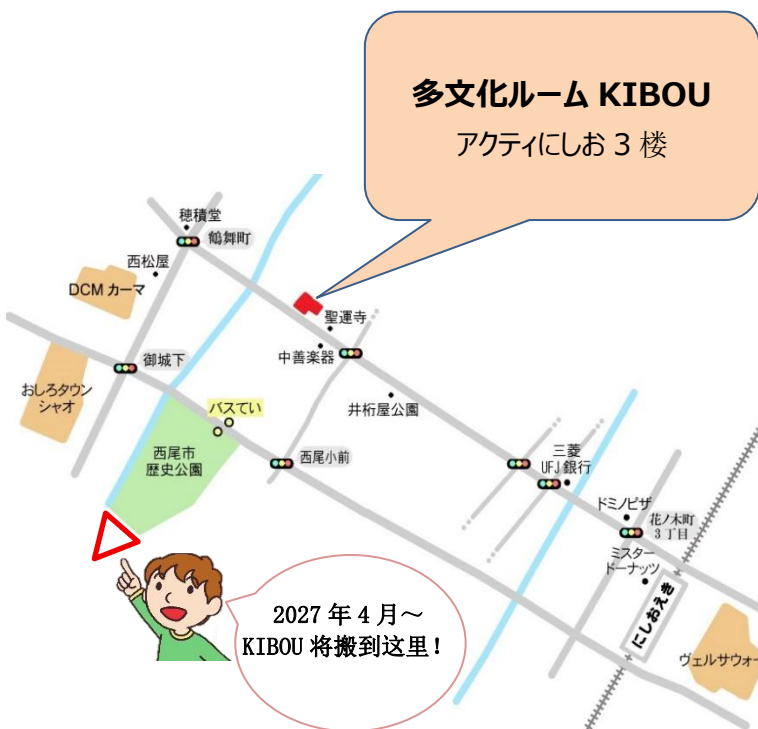 多文化ルーム KIBOU
アクティにしお 3 楼
穂積堂
鶴舞町
西松屋
DCM カーマ
聖運寺
御城下
中善楽器
おしろタウン
シャオ
バスてい
井桁屋公園
西尾市
歴史公園
西尾小前
三菱
UFJ 銀行
ドミノピザ
花ノ木町
3 丁目
ミスター
ドーナッツ
にしおえき
ヴェルサウォー
2027 年 4 月～
KIBOU 将搬到这里！